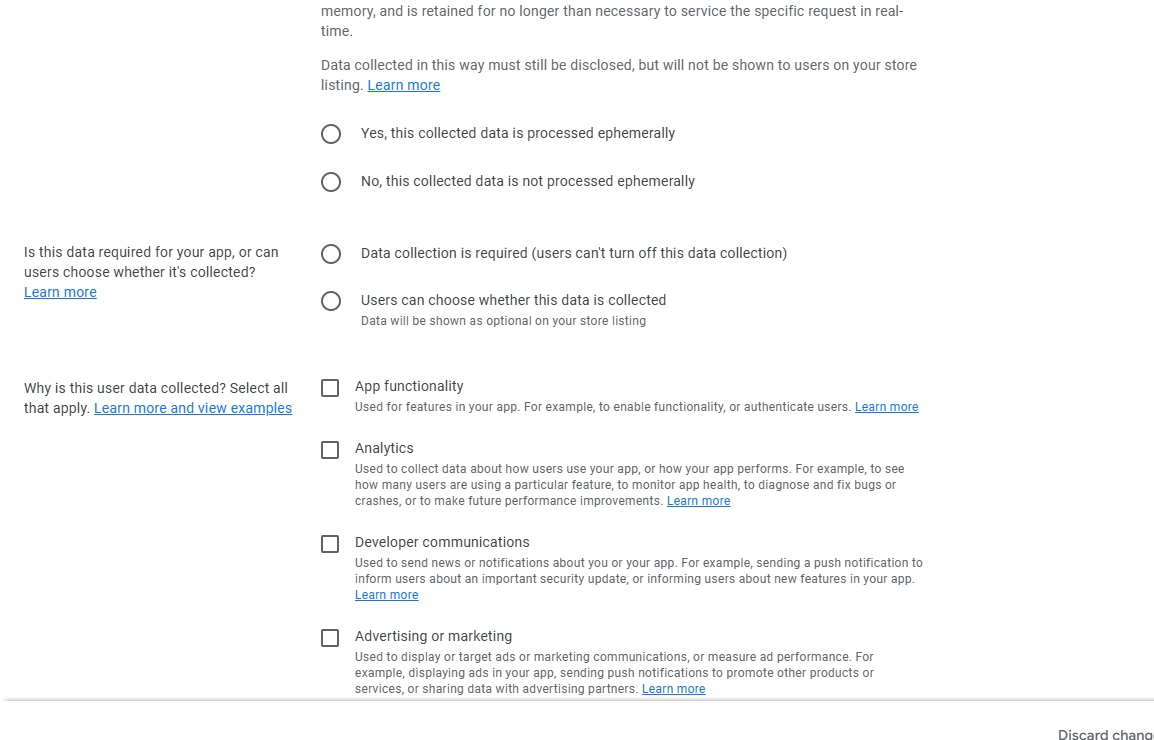 memory, and is retained for no longer than necessary to service the specific request in real-
time.
Data collected in this way must still be disclosed, but will not be shown to users on your store
listing. Learn more
Yes, this collected data is processed ephemerally
No, this collected data is not processed ephemerally
Is this data required for your app, or can
users choose whether it's collected?
Learn more
Data collection is required (users can't turn off this data collection)
Users can choose whether this data is collected
Data will be shown as optional on your store listing
Why is this user data collected? Select all
that apply. Learn more and view examples
App functionality
Used for features in your app. For example, to enable functionality, or authenticate users. Learn more
Analytics
Used to collect data about how users use your app, or how your app performs. For example, to see
how many users are using a particular feature, to monitor app health, to diagnose and fix bugs or
crashes, or to make future performance improvements. Learn more
Developer communications
Used to send news or notifications about you or your app. For example, sending a push notification to
inform users about an important security update, or informing users about new features in your app.
Learn more
Advertising or marketing
Used to display or target ads or marketing communications, or measure ad performance. For
example, displaying ads in your app, sending push notifications to promote other products or
services, or sharing data with advertising partners. Learn more
Discard chang